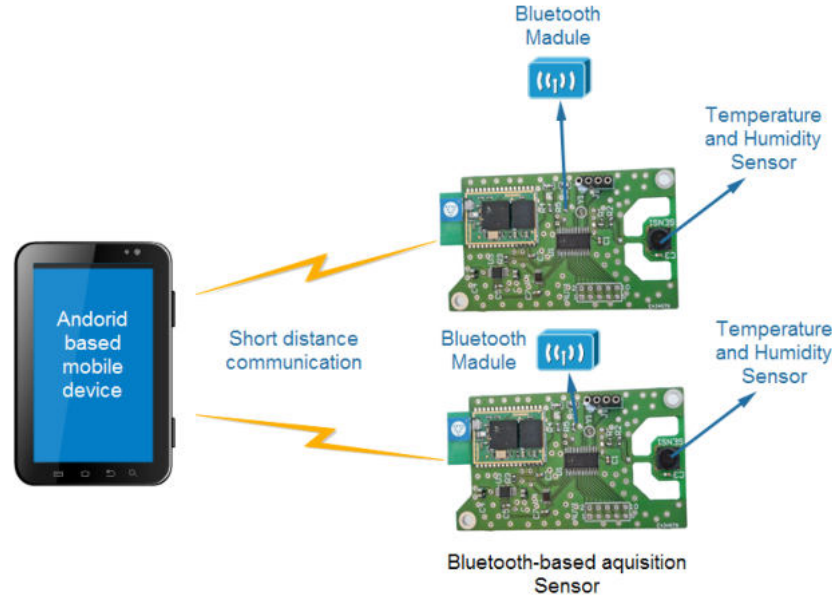 Bluetooth
Madule
Temperature
and Humidity
Sensor
Andorid
based
mobile
device
Short distance
communication
Bluetooth
Madule
Temperature
and Humidity
Sensor
Bluetooth-based aquisition
Sensor